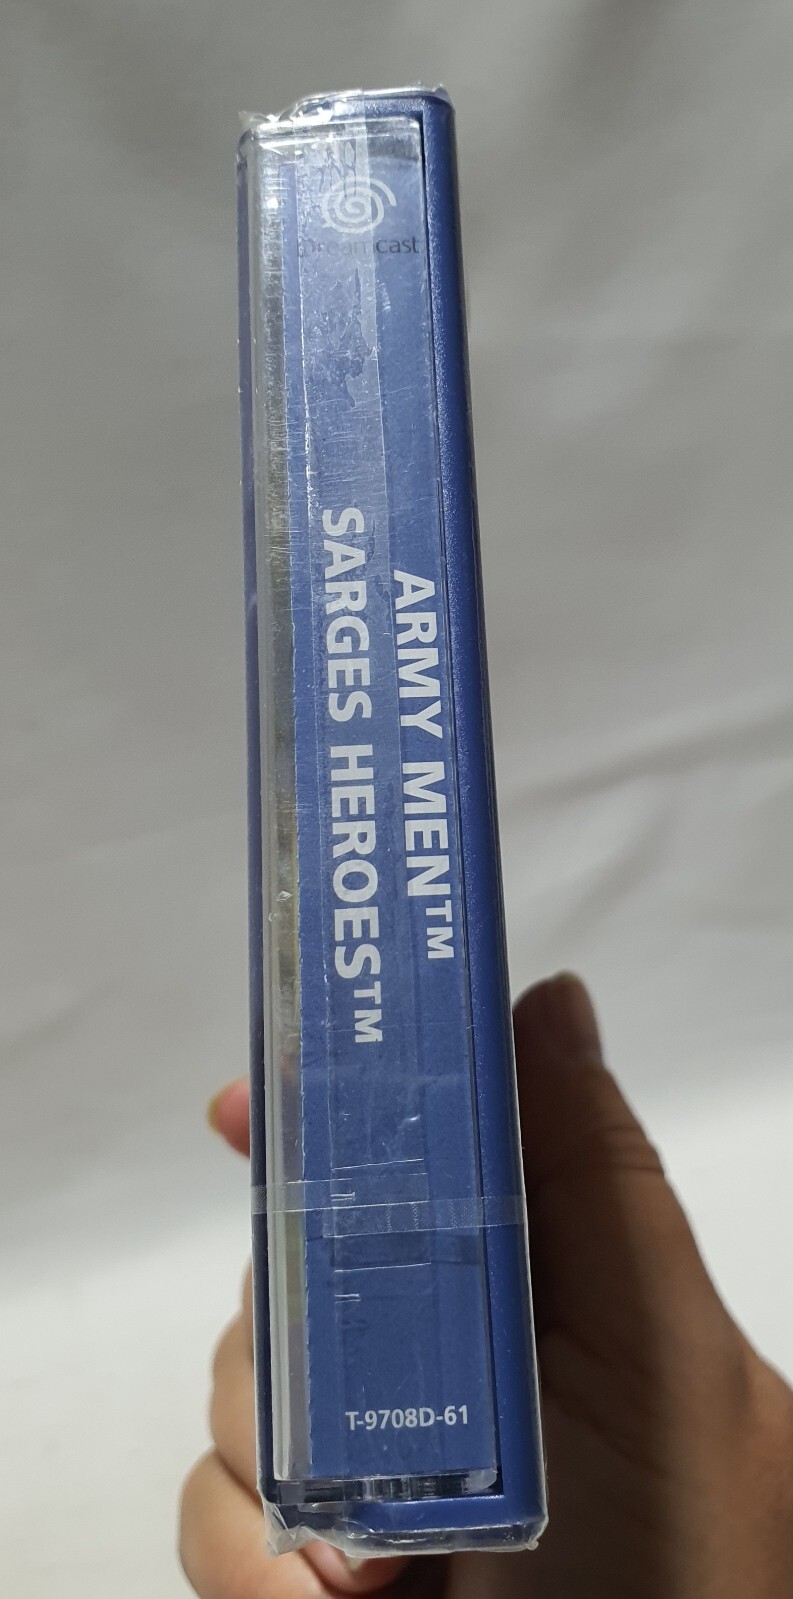 Dreamcast
ARMY MEN™
SARGES HEROES™
T-9708D-61